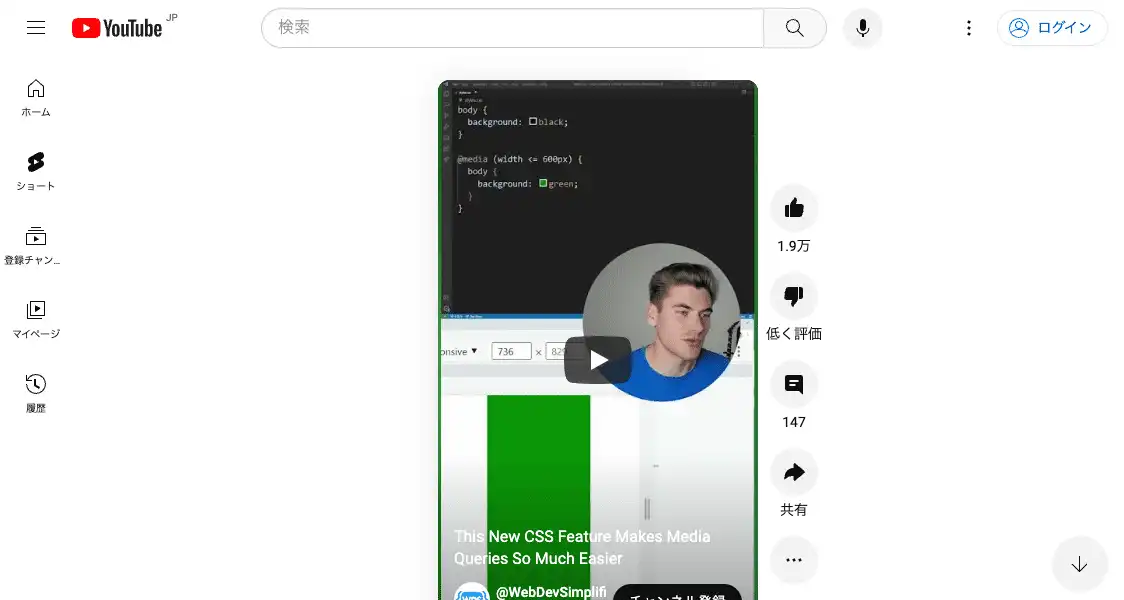 YouTube JP
検索
ログイン
ホーム
ショート
登録チャン...
マイページ
履歴
body {
background: black;
}
@media (width <= 600px) {
body {
background: green;
}
}
onsive ▼ 736 x 829
1.9万
低く評価
147
共有
This New CSS Feature Makes Media
Queries So Much Easier
WDS
@WebDevSimplifi
チャンネル登録